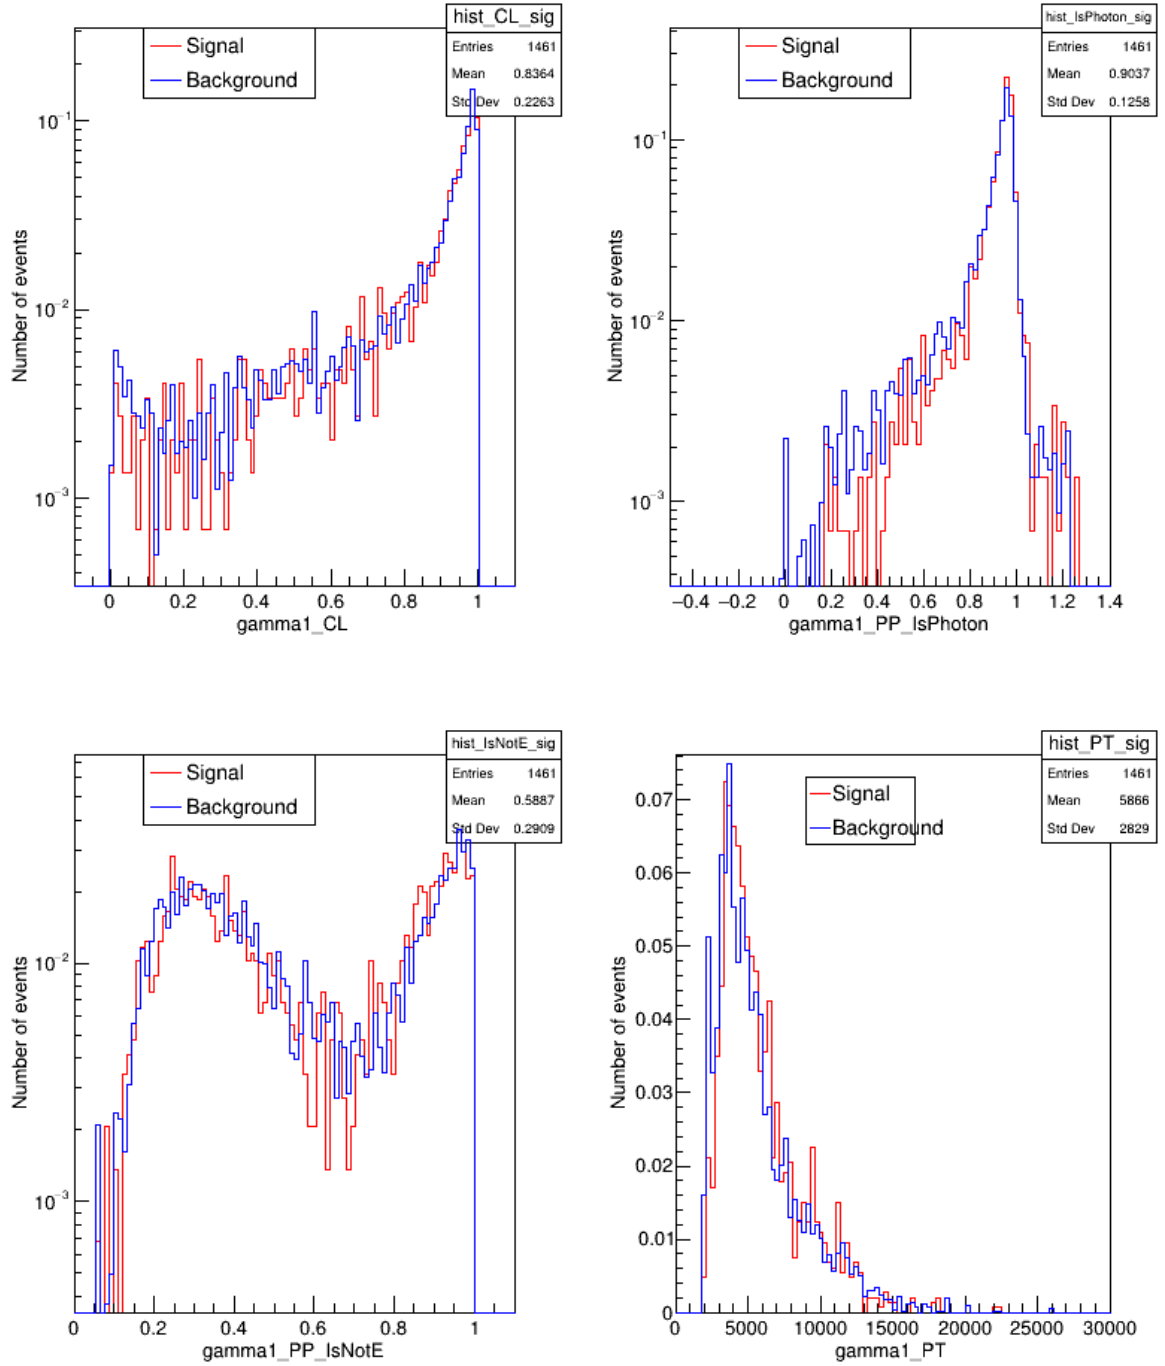 hist_CL_sig
Entries 1461
Mean 0.8364
Std Dev 0.2263
Signal
Background
10⁻¹
10⁻²
10⁻³
Number of events
0 0.2 0.4 0.6 0.8 1
gamma1_CL
hist_IsPhoton_sig
Entries 1461
Mean 0.9037
Std Dev 0.1258
Signal
Background
10⁻¹
10⁻²
10⁻³
Number of events
−0.4 −0.2 0 0.2 0.4 0.6 0.8 1 1.2 1.4
gamma1_PP_IsPhoton
hist_IsNotE_sig
Entries 1461
Mean 0.5887
Std Dev 0.2909
Signal
Background
10⁻²
10⁻³
Number of events
0 0.2 0.4 0.6 0.8 1
gamma1_PP_IsNotE
hist_PT_sig
Entries 1461
Mean 5866
Std Dev 2829
Signal
Background
0.07
0.06
0.05
0.04
0.03
0.02
0.01
0
Number of events
0 5000 10000 15000 20000 25000 30000
gamma1_PT